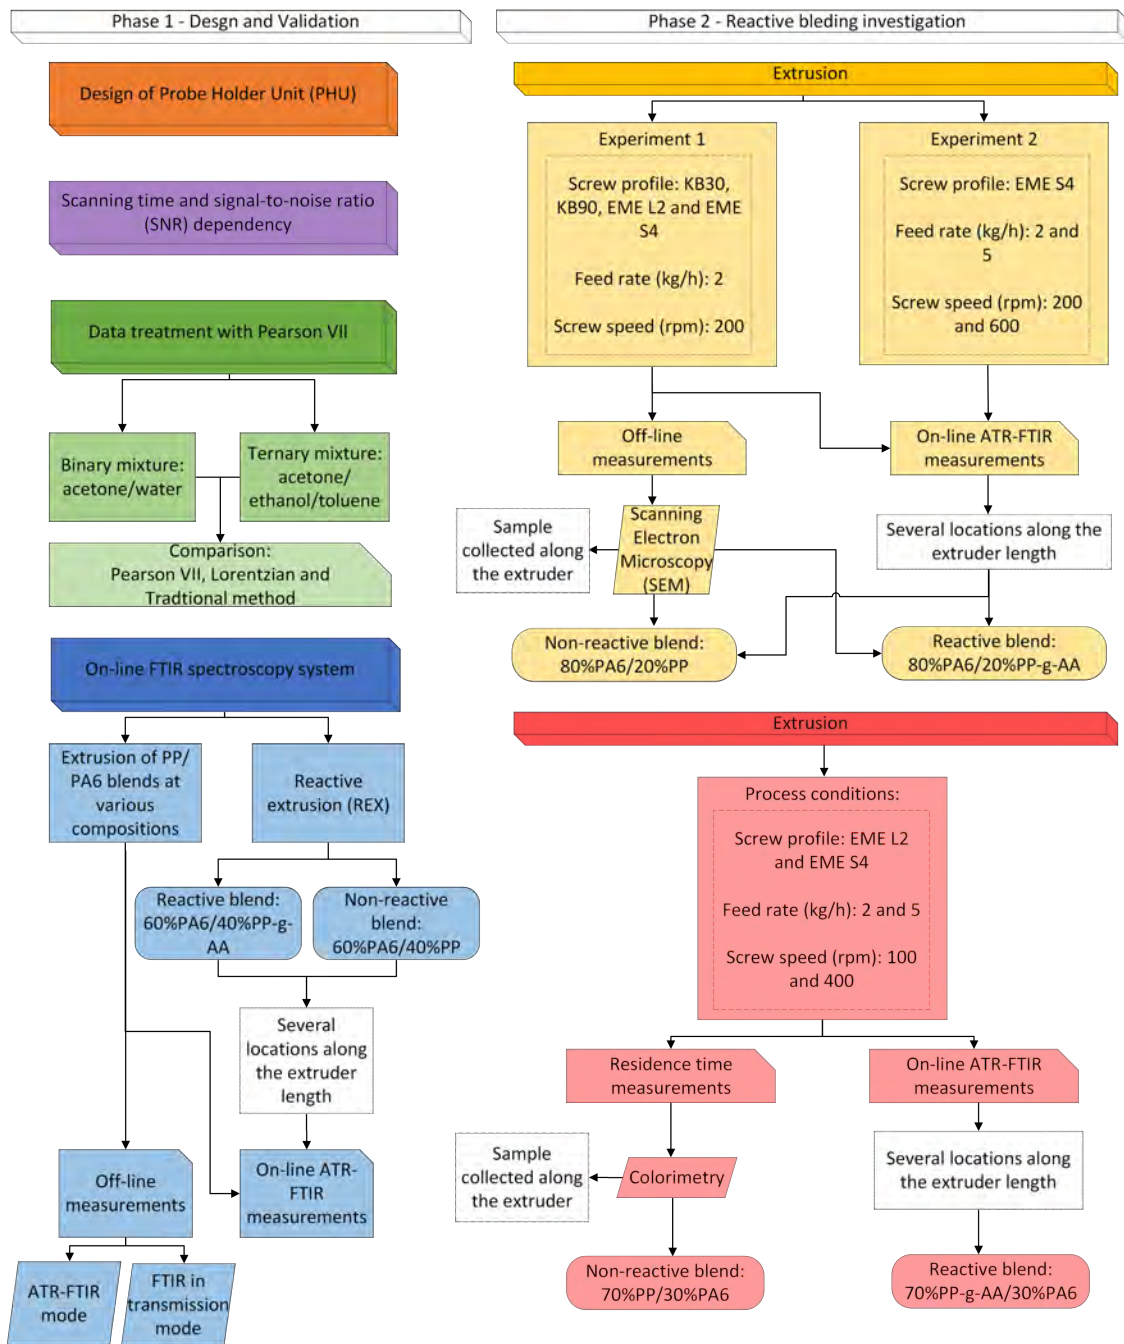 Phase 1 - Desgn and Validation
Design of Probe Holder Unit (PHU)
Scanning time and signal-to-noise ratio
(SNR) dependency
Data treatment with Pearson VII
Binary mixture:
acetone/water
Ternary mixture:
acetone/
ethanol/toluene
Comparison:
Pearson VII, Lorentzian and
Tradtional method
On-line FTIR spectroscopy system
Extrusion of PP/
PA6 blends at
various
compositions
Reactive
extrusion (REX)
Reactive blend:
60%PA6/40%PP-g-
AA
Non-reactive
blend:
60%PA6/40%PP
Several
locations along
the extruder
length
Off-line
measurements
On-line ATR-
FTIR
measurements
ATR-FTIR
mode
FTIR in
transmission
mode
Phase 2 - Reactive bleding investigation
Extrusion
Experiment 1
Screw profile: KB30,
KB90, EME L2 and EME
S4
Feed rate (kg/h): 2
Screw speed (rpm): 200
Experiment 2
Screw profile: EME S4
Feed rate (kg/h): 2 and
5
Screw speed (rpm): 200
and 600
Off-line
measurements
On-line ATR-FTIR
measurements
Sample
collected along
the extruder
Scanning
Electron
Microscopy
(SEM)
Several locations along the
extruder length
Non-reactive blend:
80%PA6/20%PP
Reactive blend:
80%PA6/20%PP-g-AA
Extrusion
Process conditions:
Screw profile: EME L2
and EME S4
Feed rate (kg/h): 2 and 5
Screw speed (rpm): 100
and 400
Residence time
measurements
On-line ATR-FTIR
measurements
Sample
collected along
the extruder
Colorimetry
Several locations along
the extruder length
Non-reactive blend:
70%PP/30%PA6
Reactive blend:
70%PP-g-AA/30%PA6